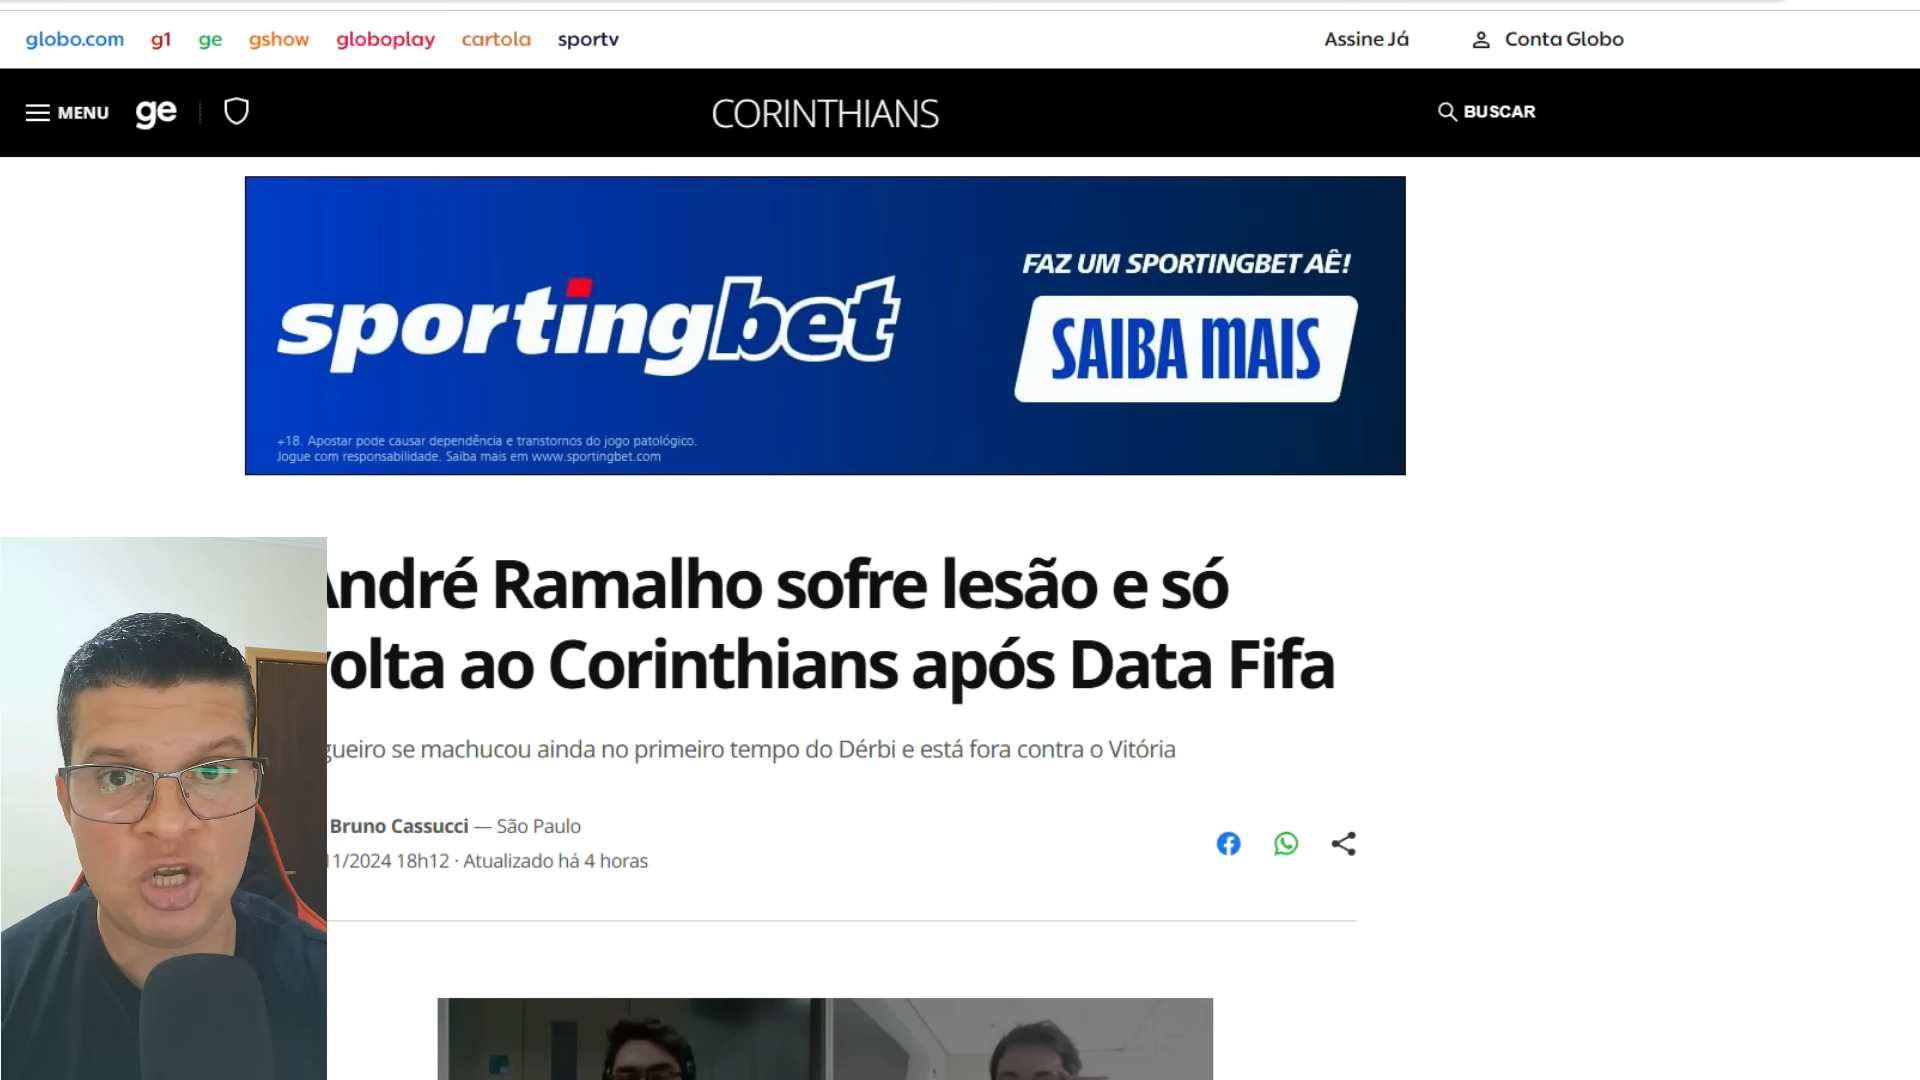 globo.com g1 ge gshow globoplay cartola sportv Assine Já Conta Globo
MENU ge CORINTHIANS BUSCAR
sportingbet
FAZ UM SPORTINGBET AÊ!
SAIBA MAIS
+18. Apostar pode causar dependência e transtornos do jogo patológico.
Jogue com responsabilidade. Saiba mais em www.sportingbet.com
André Ramalho sofre lesão e só
volta ao Corinthians após Data Fifa
gueiro se machucou ainda no primeiro tempo do Dérbi e está fora contra o Vitória
Bruno Cassucci — São Paulo
11/2024 18h12 · Atualizado há 4 horas